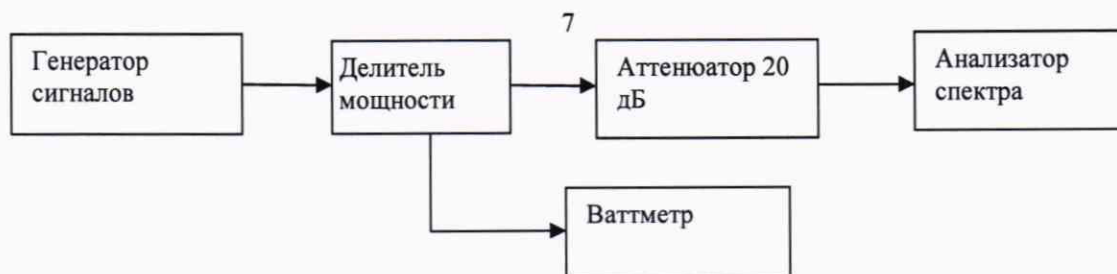 7
Генератор
сигналов
Делитель
мощности
Аттенюатор 20
дБ
Анализатор
спектра
Ваттметр